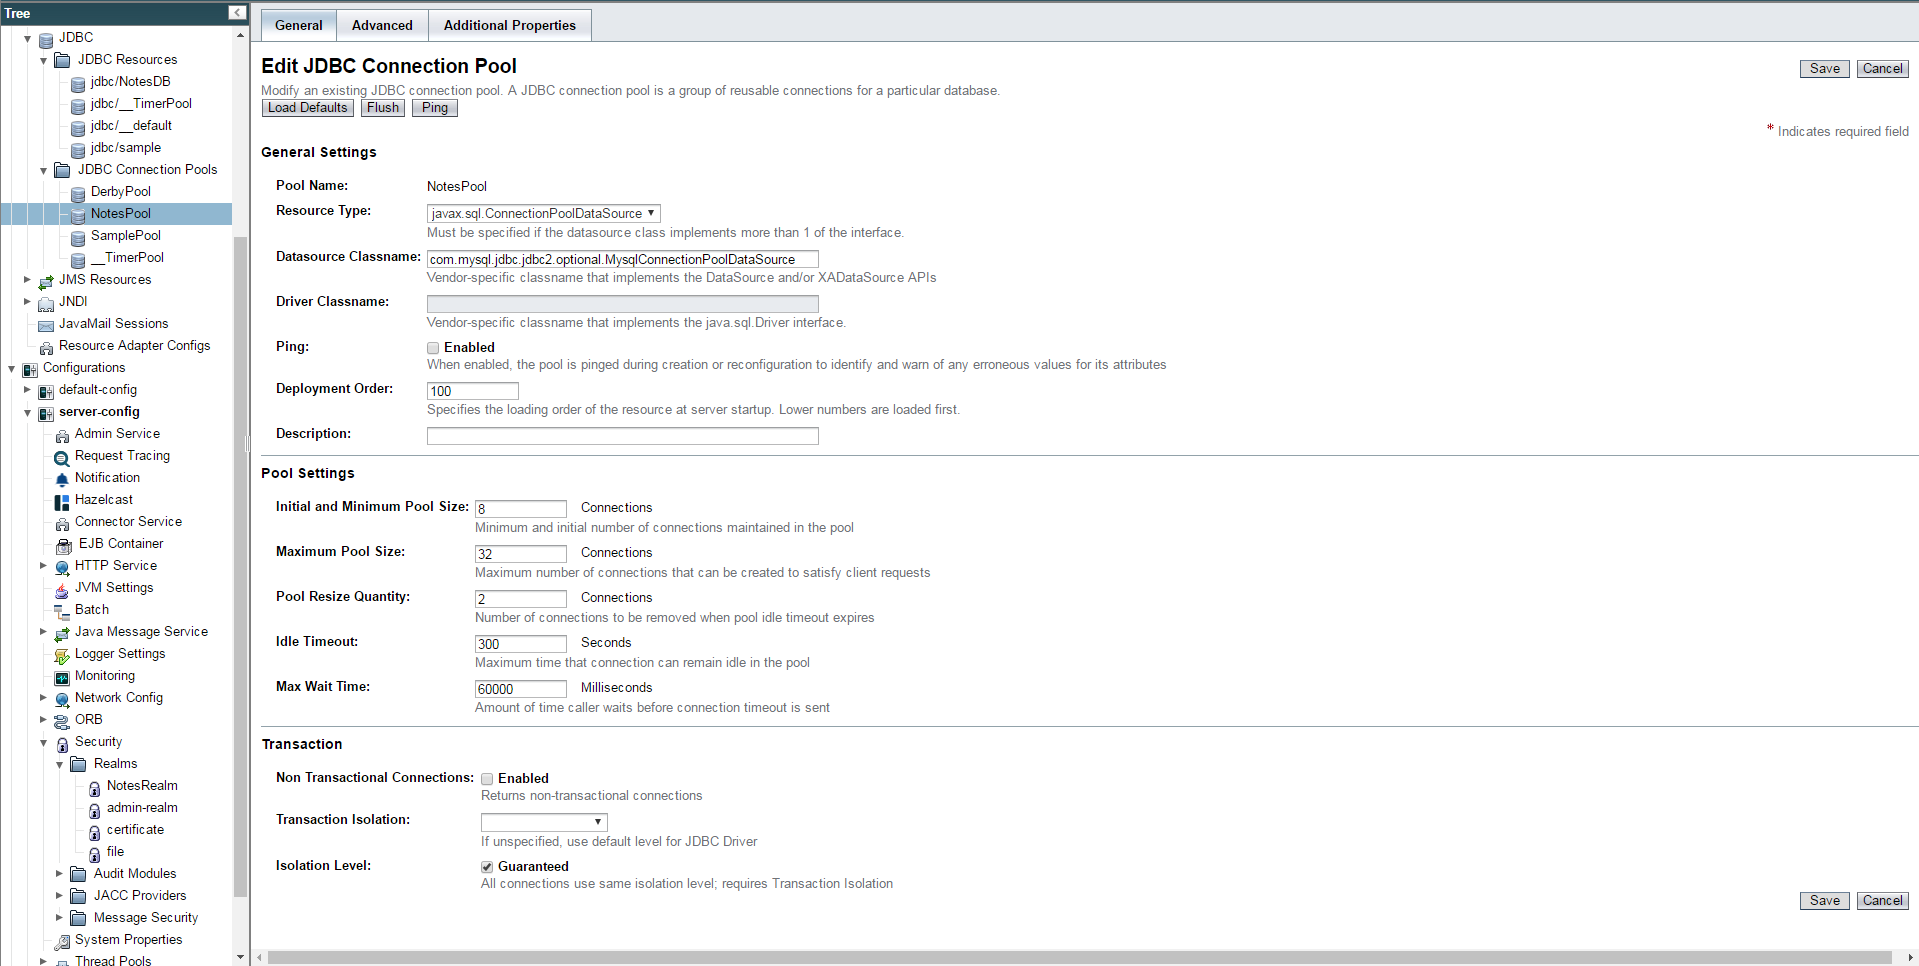 Tree
JDBC
JDBC Resources
jdbc/NotesDB
jdbc/__TimerPool
jdbc/__default
jdbc/sample
JDBC Connection Pools
DerbyPool
NotesPool
SamplePool
__TimerPool
JMS Resources
JNDI
JavaMail Sessions
Resource Adapter Configs
Configurations
default-config
server-config
Admin Service
Request Tracing
Notification
Hazelcast
Connector Service
EJB Container
HTTP Service
JVM Settings
Batch
Java Message Service
Logger Settings
Monitoring
Network Config
ORB
Security
Realms
NotesRealm
admin-realm
certificate
file
Audit Modules
JACC Providers
Message Security
System Properties
Thread Pools
General Advanced Additional Properties
Edit JDBC Connection Pool
Save Cancel
Modify an existing JDBC connection pool. A JDBC connection pool is a group of reusable connections for a particular database.
Load Defaults Flush Ping
* Indicates required field
General Settings
Pool Name: NotesPool
Resource Type: javax.sql.ConnectionPoolDataSource
Must be specified if the datasource class implements more than 1 of the interface.
Datasource Classname: com.mysql.jdbc.jdbc2.optional.MysqlConnectionPoolDataSource
Vendor-specific classname that implements the DataSource and/or XADataSource APIs
Driver Classname:
Vendor-specific classname that implements the java.sql.Driver interface.
Ping: Enabled
When enabled, the pool is pinged during creation or reconfiguration to identify and warn of any erroneous values for its attributes
Deployment Order: 100
Specifies the loading order of the resource at server startup. Lower numbers are loaded first.
Description:
Pool Settings
Initial and Minimum Pool Size: 8 Connections
Minimum and initial number of connections maintained in the pool
Maximum Pool Size: 32 Connections
Maximum number of connections that can be created to satisfy client requests
Pool Resize Quantity: 2 Connections
Number of connections to be removed when pool idle timeout expires
Idle Timeout: 300 Seconds
Maximum time that connection can remain idle in the pool
Max Wait Time: 60000 Milliseconds
Amount of time caller waits before connection timeout is sent
Transaction
Non Transactional Connections: Enabled
Returns non-transactional connections
Transaction Isolation:
If unspecified, use default level for JDBC Driver
Isolation Level: Guaranteed
All connections use same isolation level; requires Transaction Isolation
Save Cancel